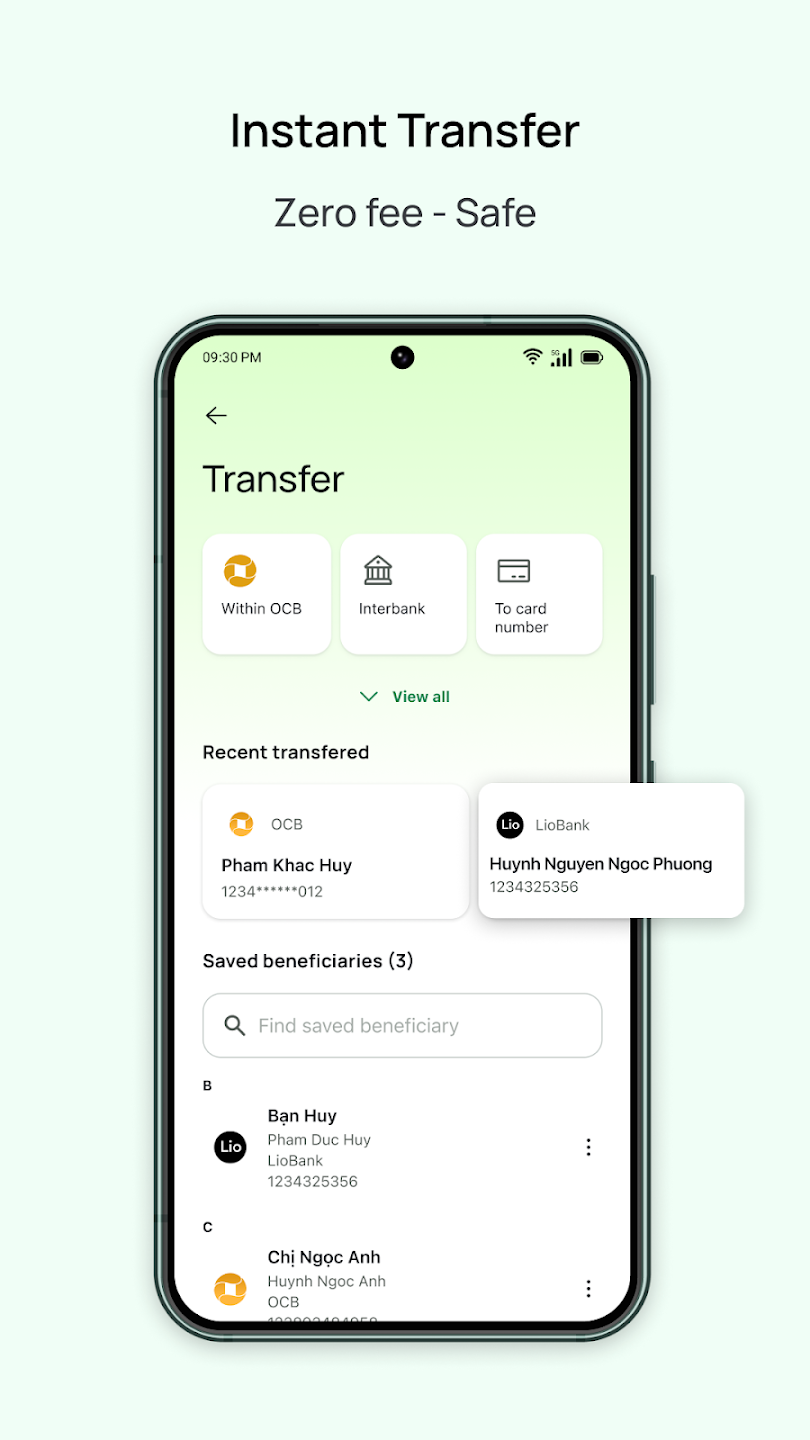 Instant Transfer
Zero fee - Safe
09:30 PM
5G
Transfer
Within OCB
Interbank
To card
number
View all
Recent transfered
OCB
Pham Khac Huy
1234******012
Lio
LioBank
Huynh Nguyen Ngoc Phuong
1234325356
Saved beneficiaries (3)
Find saved beneficiary
B
Lio
Bạn Huy
Pham Duc Huy
LioBank
1234325356
C
Chị Ngọc Anh
Huynh Ngoc Anh
OCB